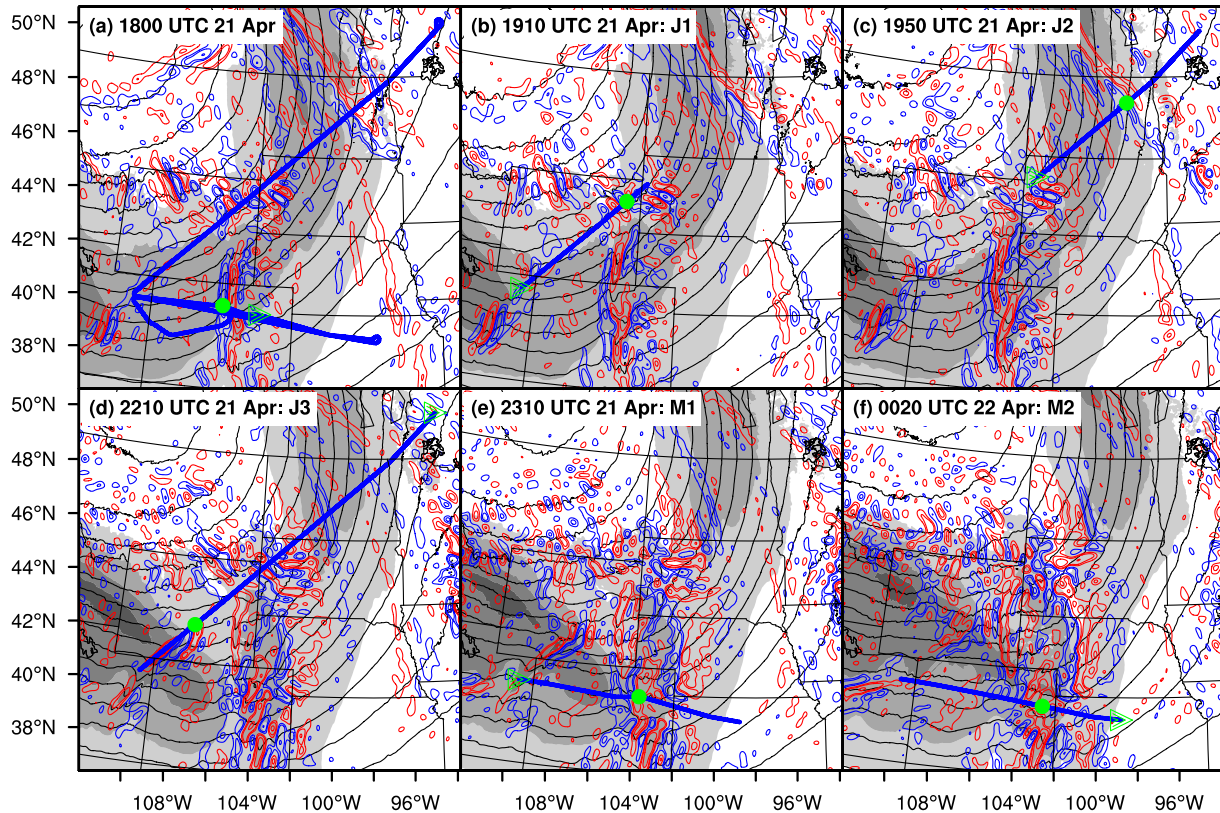 (a) 1800 UTC 21 Apr
(b) 1910 UTC 21 Apr: J1
(c) 1950 UTC 21 Apr: J2
50°N
48°N
46°N
44°N
42°N
40°N
38°N
(d) 2210 UTC 21 Apr: J3
(e) 2310 UTC 21 Apr: M1
(f) 0020 UTC 22 Apr: M2
50°N
48°N
46°N
44°N
42°N
40°N
38°N
108°W 104°W 100°W 96°W
108°W 104°W 100°W 96°W
108°W 104°W 100°W 96°W